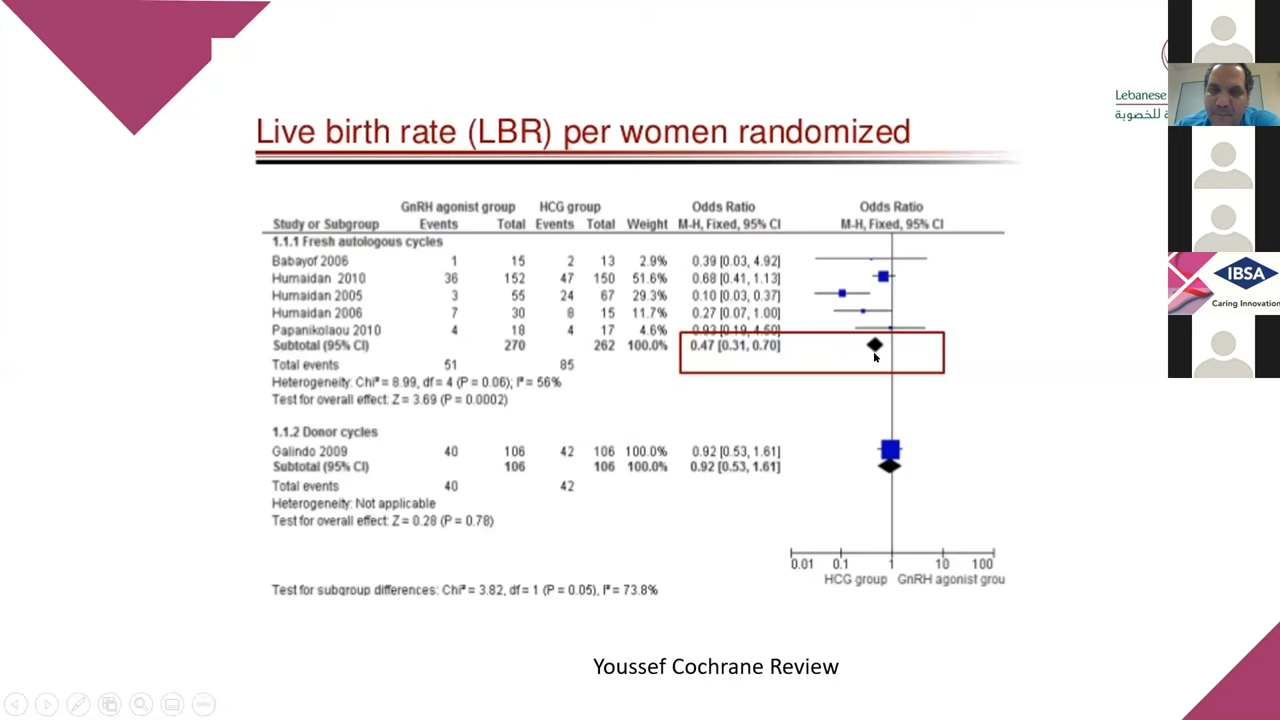 Lebanese
للخصوبة
Live birth rate (LBR) per women randomized
GnRH agonist group HCG group Odds Ratio Odds Ratio
Study or Subgroup Events Total Events Total Weight M-H, Fixed, 95% CI M-H, Fixed, 95% CI
1.1.1 Fresh autologous cycles
Babayof 2006 1 15 2 13 2.9% 0.39 [0.03, 4.92]
Humaidan 2010 36 152 47 150 51.6% 0.68 [0.41, 1.13]
Humaidan 2005 3 55 24 67 29.3% 0.10 [0.03, 0.37]
Humaidan 2006 7 30 8 15 11.7% 0.27 [0.07, 1.00]
Papanikolaou 2010 4 18 4 17 4.6% 0.93 [0.19, 4.50]
Subtotal (95% CI) 270 262 100.0% 0.47 [0.31, 0.70]
Total events 51 85
Heterogeneity: Chi² = 8.99, df = 4 (P = 0.06); I² = 56%
Test for overall effect: Z = 3.69 (P = 0.0002)
1.1.2 Donor cycles
Galindo 2009 40 106 42 106 100.0% 0.92 [0.53, 1.61]
Subtotal (95% CI) 106 106 100.0% 0.92 [0.53, 1.61]
Total events 40 42
Heterogeneity: Not applicable
Test for overall effect: Z = 0.28 (P = 0.78)
0.01 0.1 1 10 100
HCG group GnRH agonist grou
Test for subgroup differences: Chi² = 3.82, df = 1 (P = 0.05), I² = 73.8%
Youssef Cochrane Review
IBSA
Caring Innovation